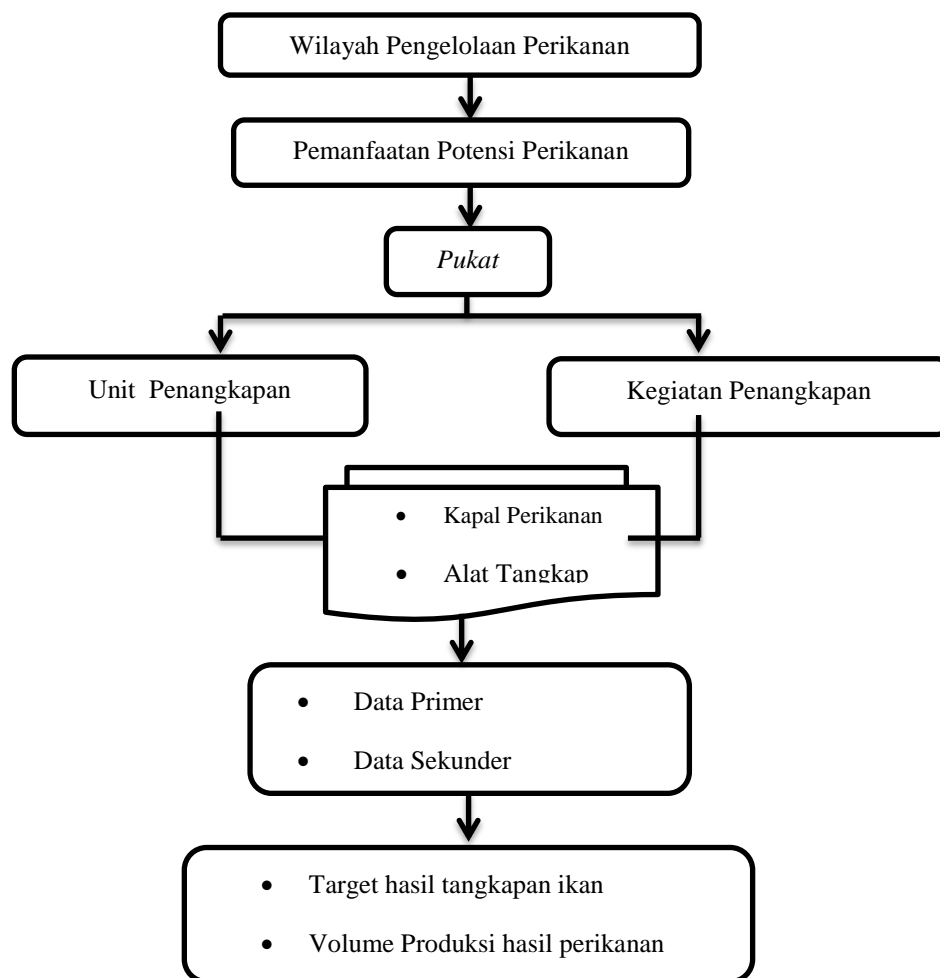 Wilayah Pengelolaan Perikanan
Pemanfaatan Potensi Perikanan
Pukat
Unit Penangkapan
Kegiatan Penangkapan
• Kapal Perikanan
• Alat Tangkap
• Data Primer
• Data Sekunder
• Target hasil tangkapan ikan
• Volume Produksi hasil perikanan